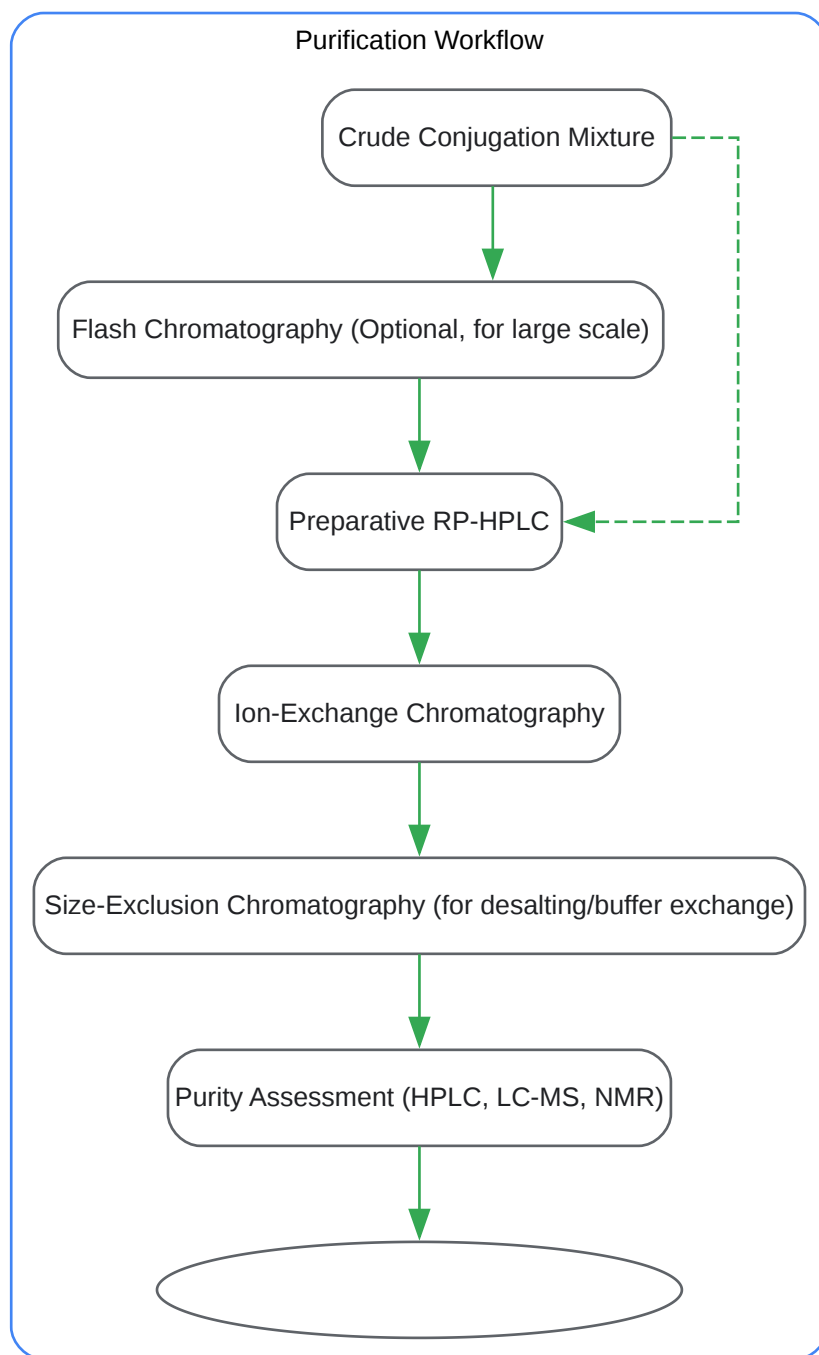 Purification Workflow
Crude Conjugation Mixture
Flash Chromatography (Optional, for large scale)
Preparative RP-HPLC
Ion-Exchange Chromatography
Size-Exclusion Chromatography (for desalting/buffer exchange)
Purity Assessment (HPLC, LC-MS, NMR)